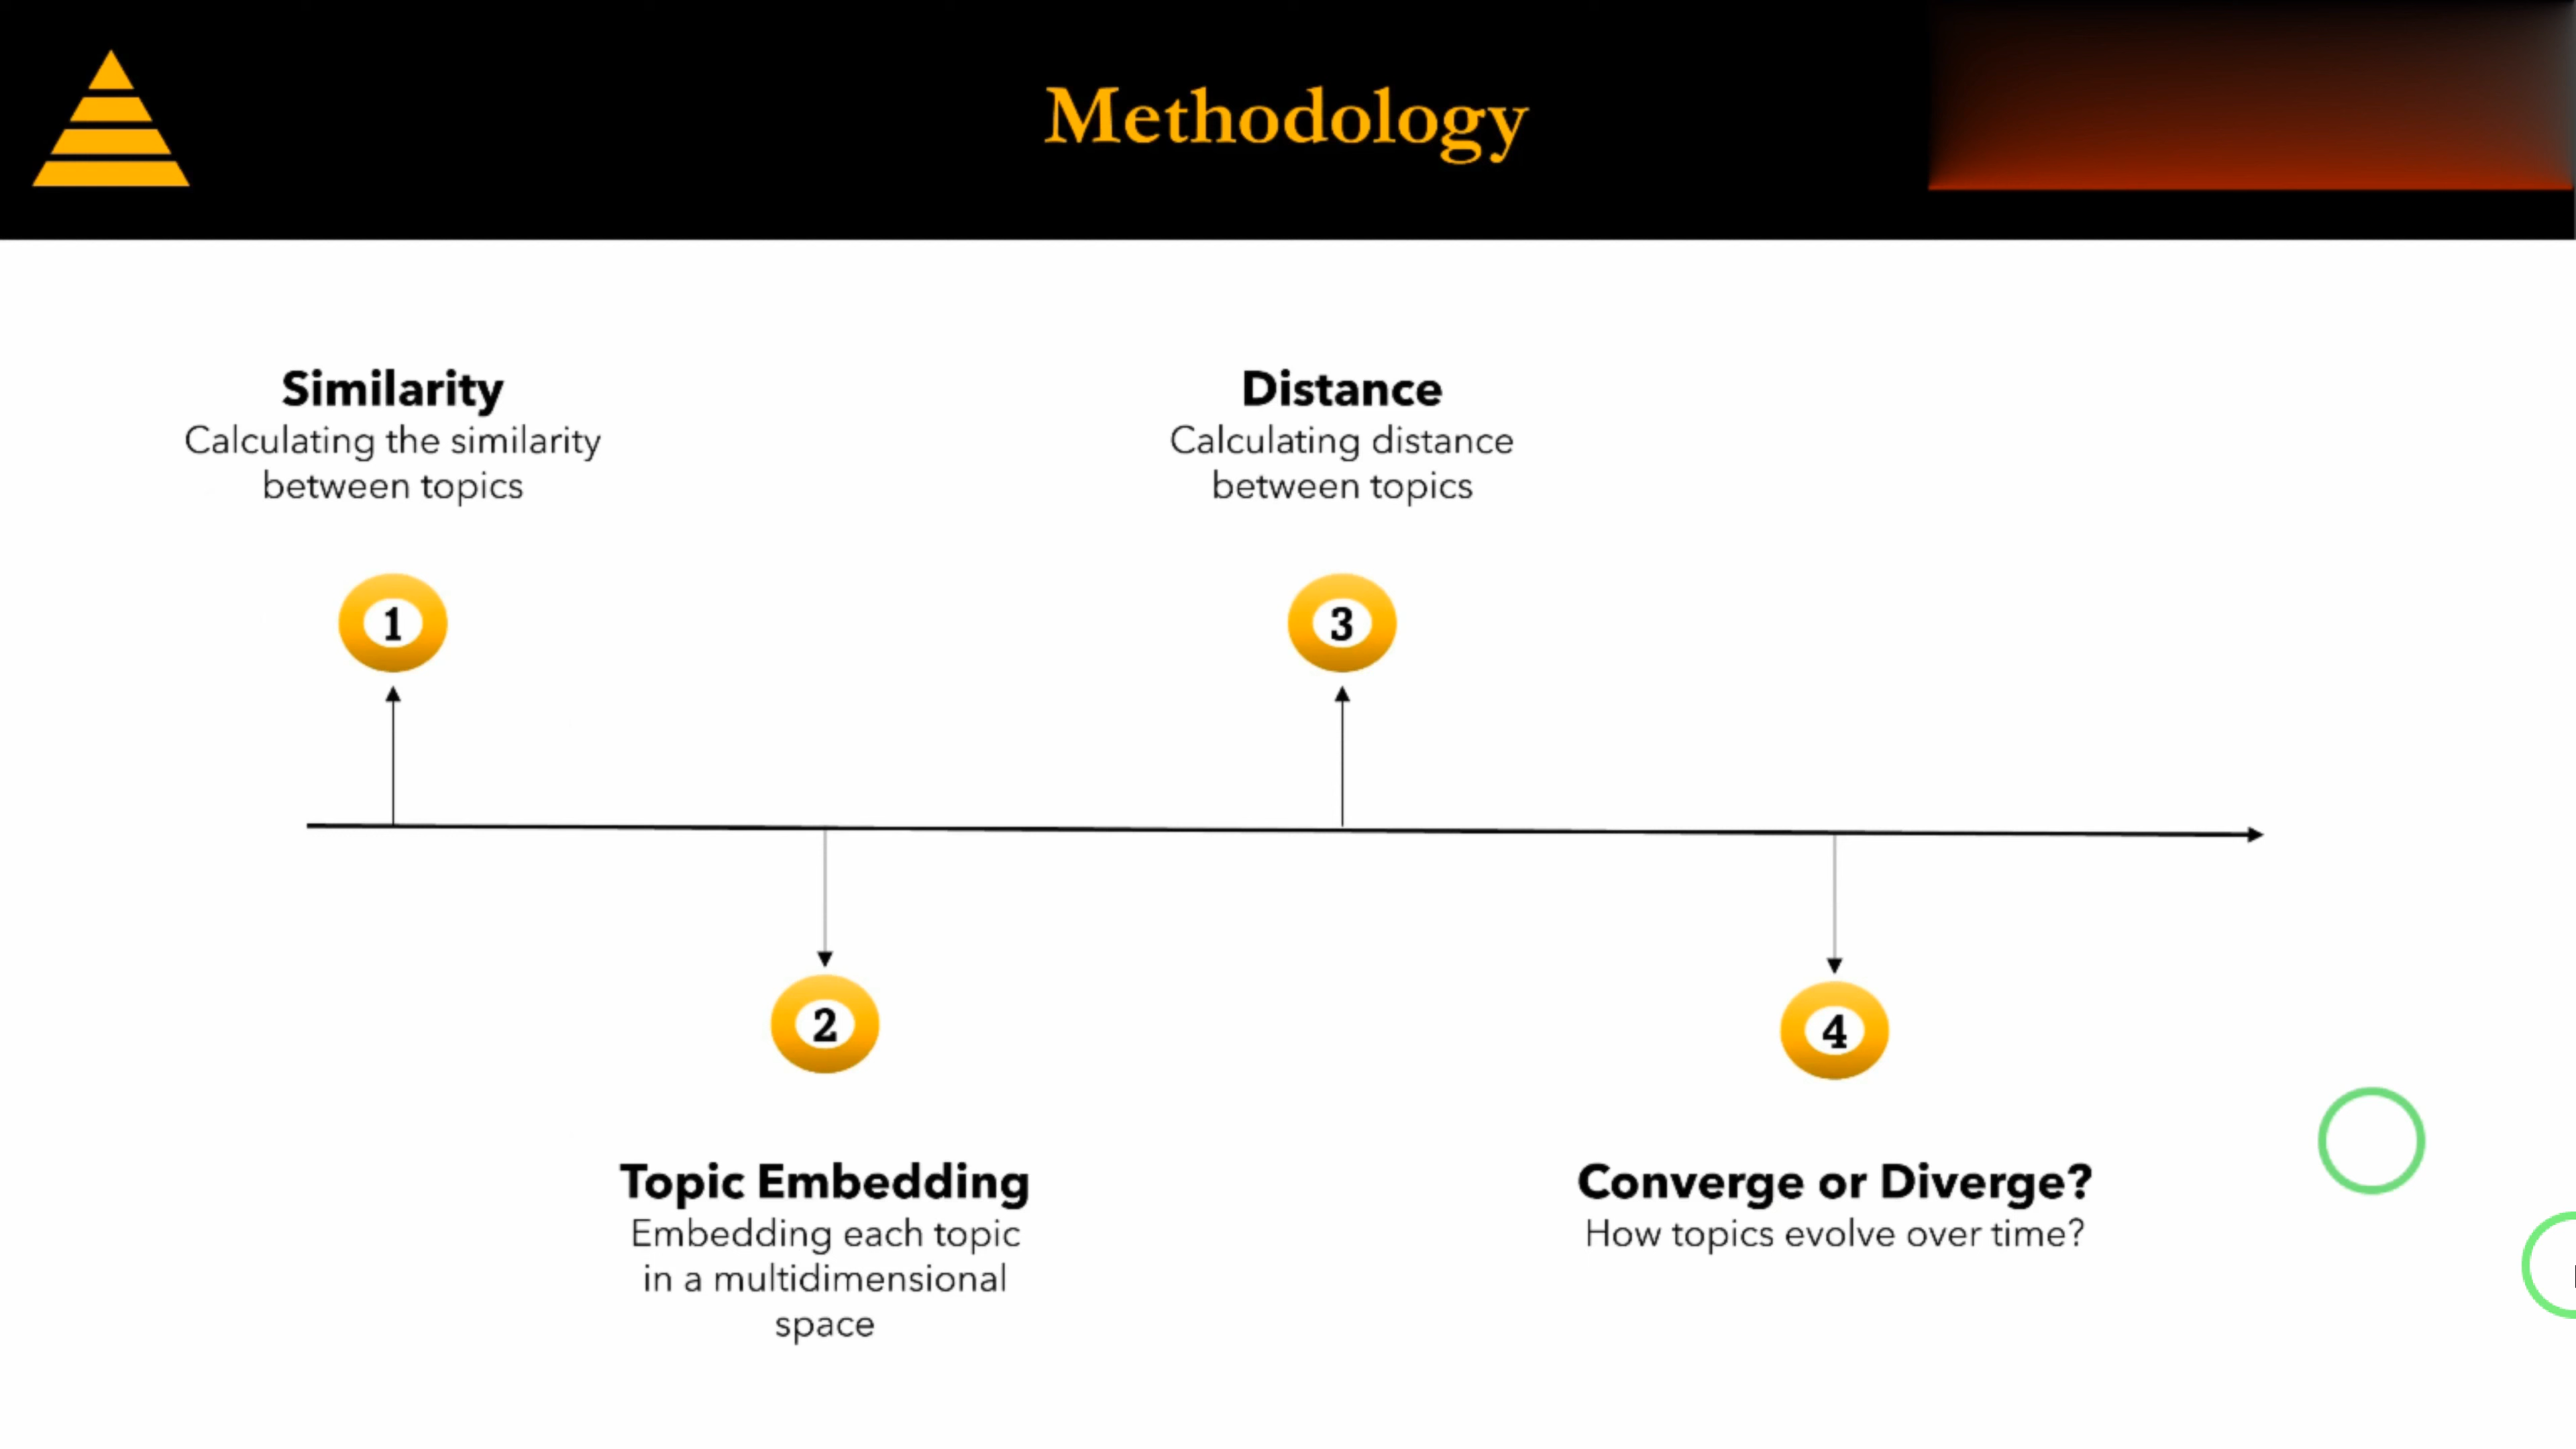 Methodology
Similarity
Calculating the similarity
between topics
1
Distance
Calculating distance
between topics
3
2
Topic Embedding
Embedding each topic
in a multidimensional
space
4
Converge or Diverge?
How topics evolve over time?